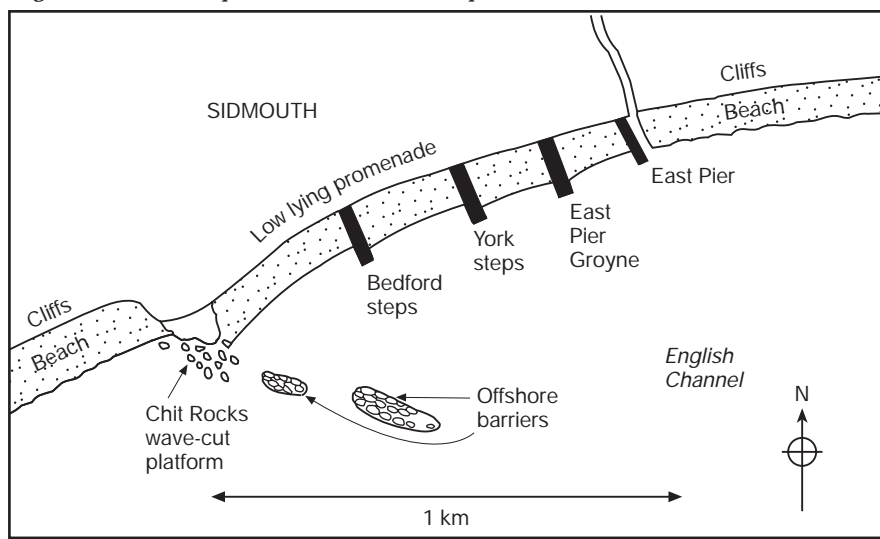 Cliffs
Beach
SIDMOUTH
Low lying promenade
East Pier
East
Pier
Groyne
York
steps
Bedford
steps
Cliffs
Beach
English
Channel
N
Offshore
barriers
Chit Rocks
wave-cut
platform
1 km